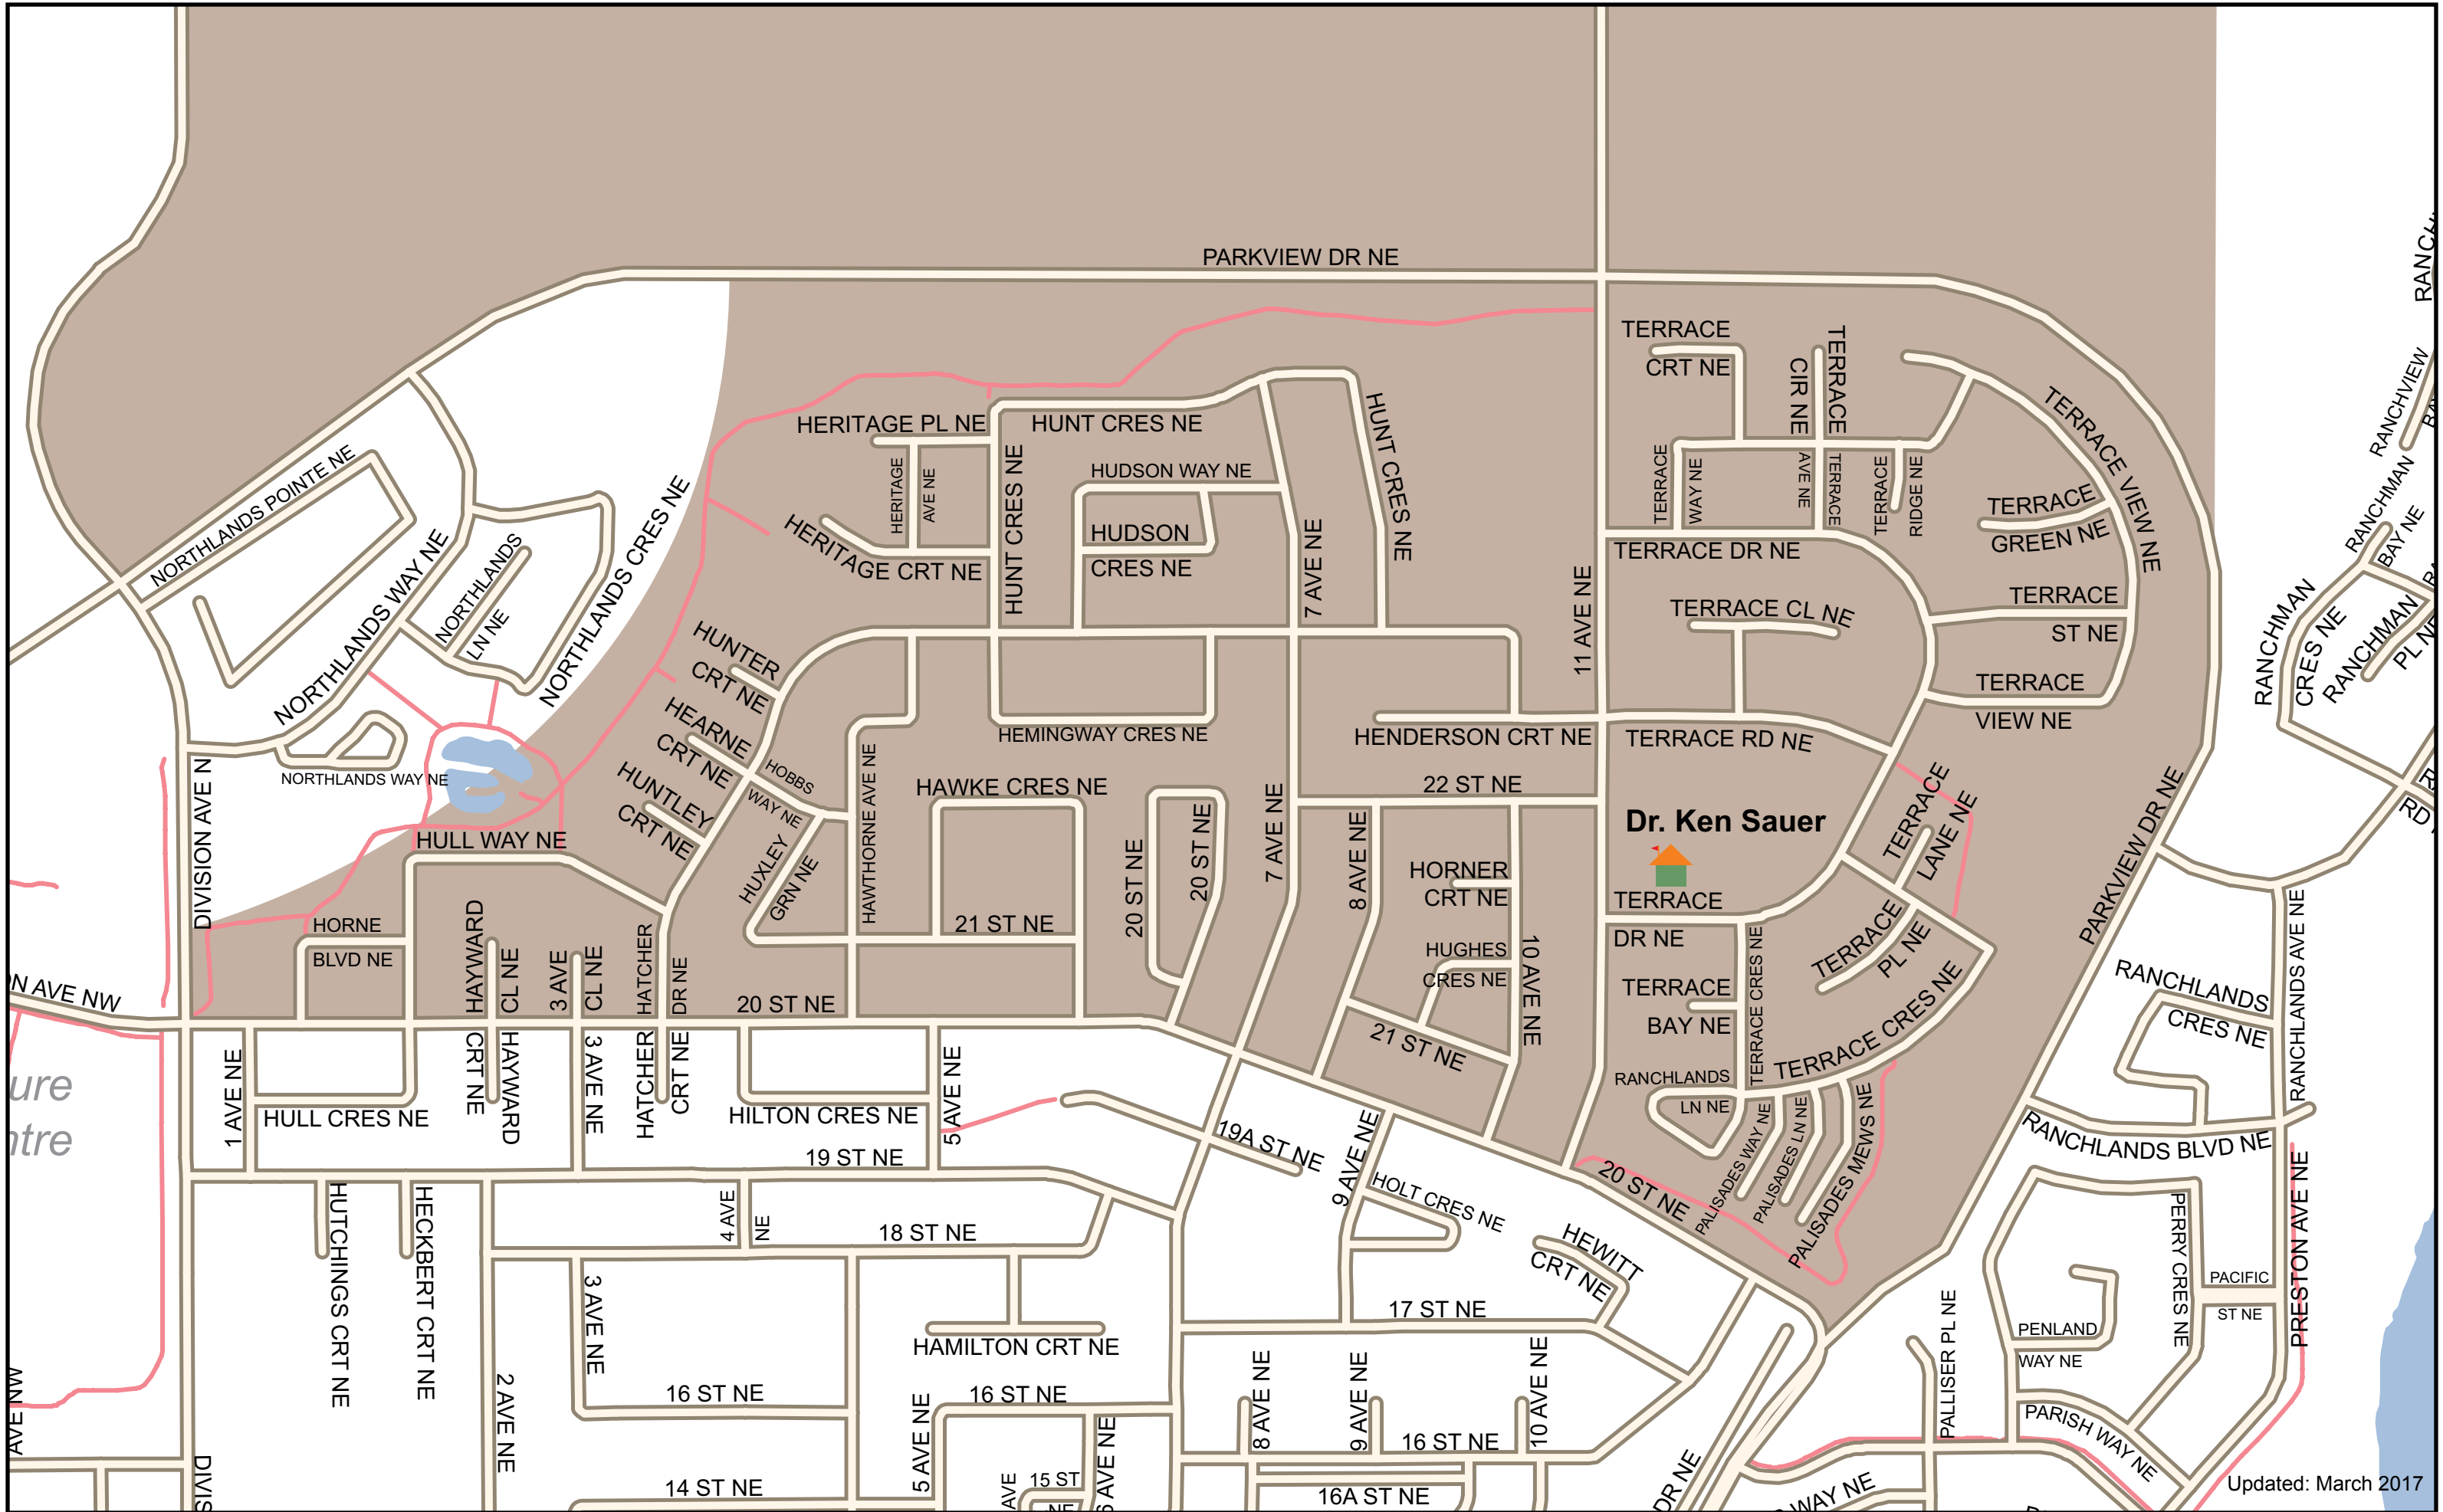 PARKVIEW DR NE
TERRACE
CRT NE
TERRACE
CIR NE
HUNT CRES NE
HERITAGE PL NE
HUNT CRES NE
TERRACE VIEW NE
NORTHLANDS POINTE NE
HERITAGE
AVE NE
HUNT CRES NE
HUDSON WAY NE
TERRACE
WAY NE
AVE NE
TERRACE
TERRACE
RIDGE NE
TERRACE
GREEN NE
RANCHVIEW
RANCHMAN
BAY NE
NORTHLANDS WAY NE
NORTHLANDS
LN NE
NORTHLANDS CRES NE
HERITAGE CRT NE
HUDSON
CRES NE
7 AVE NE
11 AVE NE
TERRACE DR NE
TERRACE CL NE
TERRACE
ST NE
RANCHMAN
CRES NE
RANCHMAN
PL NE
HUNTER
CRT NE
HEARNE
CRT NE
HUNTLEY
CRT NE
HOBBS
WAY NE
HEMINGWAY CRES NE
HENDERSON CRT NE
TERRACE RD NE
TERRACE
VIEW NE
NORTHLANDS WAY NE
DIVISION AVE N
HULL WAY NE
HUXLEY
GRN NE
HAWTHORNE AVE NE
HAWKE CRES NE
21 ST NE
20 ST NE
20 ST NE
7 AVE NE
22 ST NE
8 AVE NE
HORNER
CRT NE
HUGHES
CRES NE
10 AVE NE
21 ST NE
Dr. Ken Sauer
TERRACE
DR NE
TERRACE
LANE NE
TERRACE
PL NE
PARKVIEW DR NE
TERRACE
BAY NE
TERRACE CRES NE
TERRACE CRES NE
RANCHLANDS
LN NE
PALISADES WAY NE
PALISADES LN NE
PALISADES MEWS NE
RANCHLANDS
CRES NE
RANCHLANDS AVE NE
RANCHLANDS BLVD NE
HORNE
BLVD NE
HAYWARD
CL NE
3 AVE
CL NE
HATCHER
DR NE
20 ST NE
1 AVE NE
HULL CRES NE
CRT NE
HAYWARD
3 AVE NE
HATCHER
CRT NE
HILTON CRES NE
5 AVE NE
19 ST NE
19A ST NE
9 AVE NE
HOLT CRES NE
20 ST NE
HEWITT
CRT NE
HUTCHINGS CRT NE
HECKBERT CRT NE
4 AVE
NE
18 ST NE
3 AVE NE
HAMILTON CRT NE
17 ST NE
PERRY CRES NE
PACIFIC
ST NE
PRESTON AVE NE
PENLAND
WAY NE
PALLISER PL NE
PARISH WAY NE
2 AVE NE
16 ST NE
5 AVE NE
16 ST NE
8 AVE NE
9 AVE NE
16 ST NE
10 AVE NE
14 ST NE
15 ST
16A ST NE
DR NE
WAY NE
AVE NW
Updated: March 2017